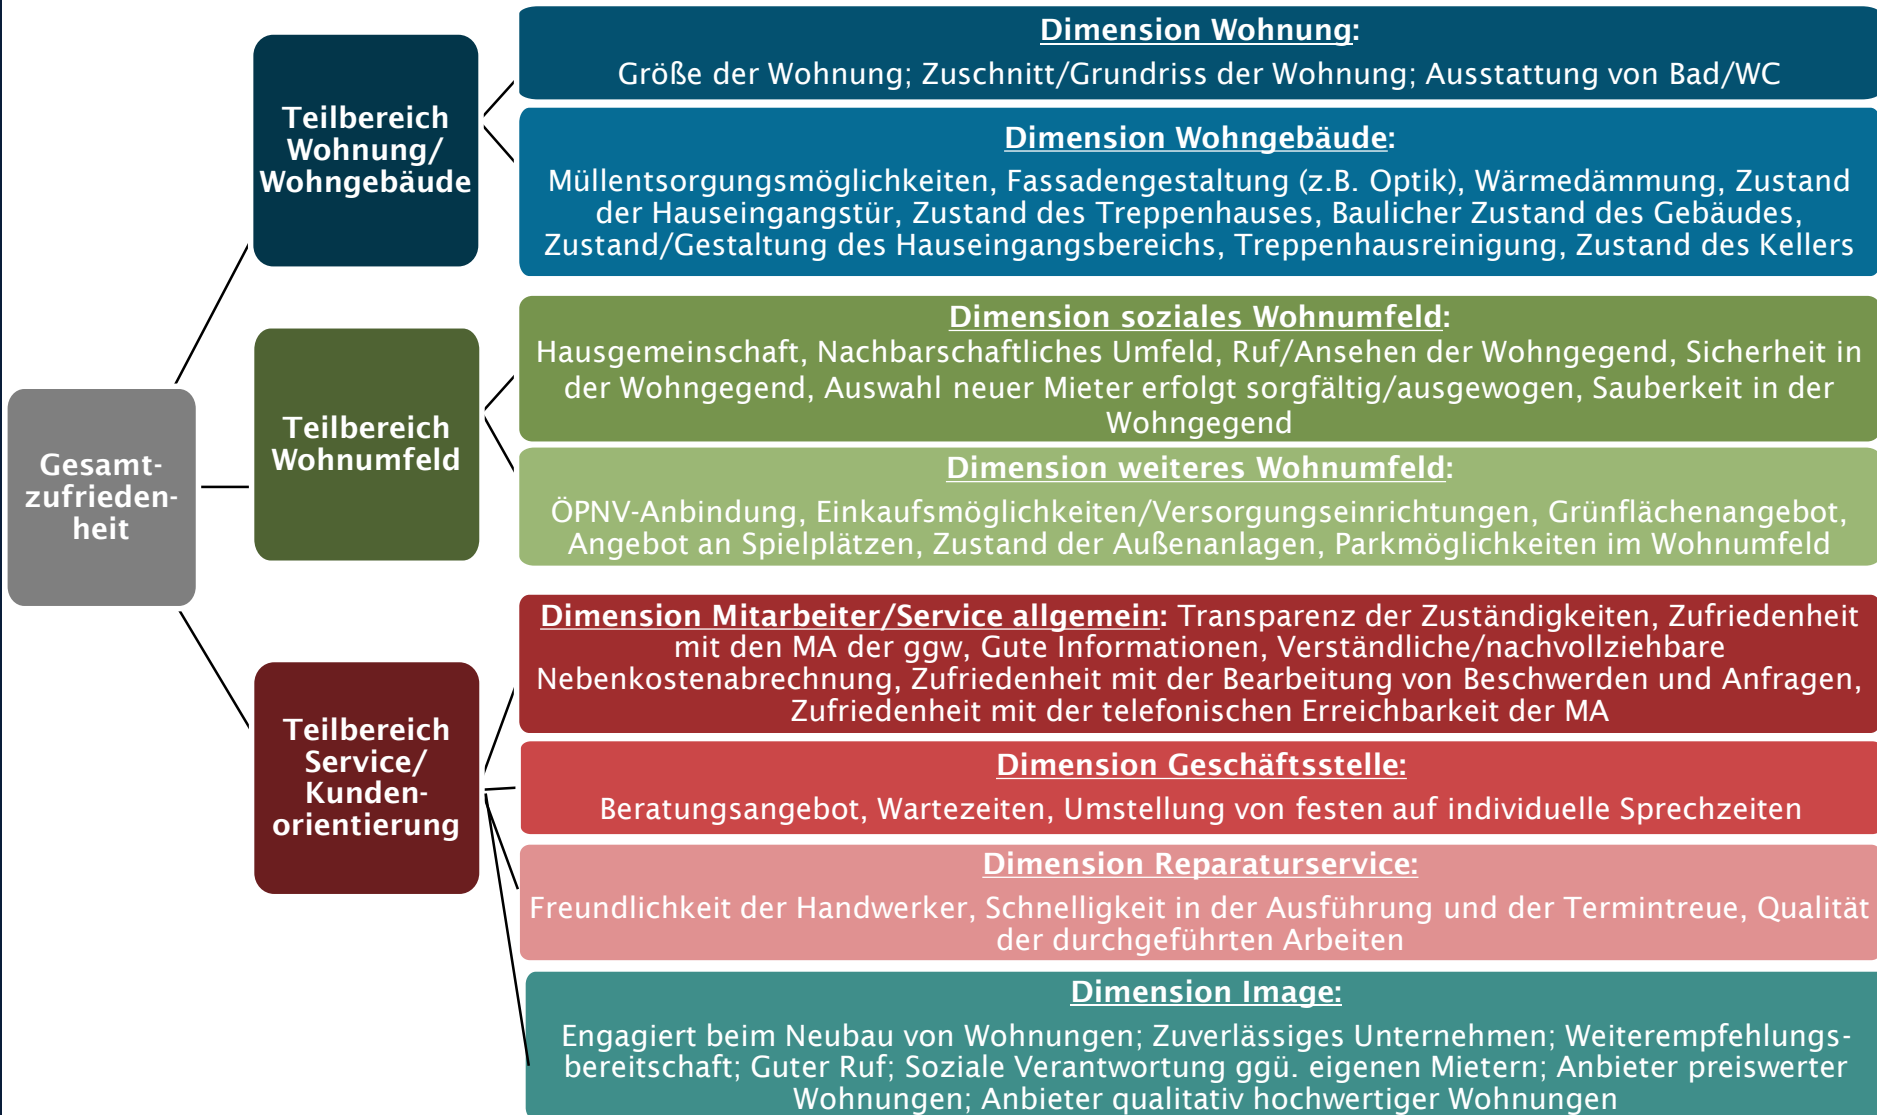 Gesamt-
zufrieden-
heit
Teilbereich
Wohnung/
Wohngebäude
Dimension Wohnung:
Größe der Wohnung; Zuschnitt/Grundriss der Wohnung; Ausstattung von Bad/WC
Dimension Wohngebäude:
Müllentsorgungsmöglichkeiten, Fassadengestaltung (z.B. Optik), Wärmedämmung, Zustand
der Hauseingangstür, Zustand des Treppenhauses, Baulicher Zustand des Gebäudes,
Zustand/Gestaltung des Hauseingangsbereichs, Treppenhausreinigung, Zustand des Kellers
Teilbereich
Wohnumfeld
Dimension soziales Wohnumfeld:
Hausgemeinschaft, Nachbarschaftliches Umfeld, Ruf/Ansehen der Wohngegend, Sicherheit in
der Wohngegend, Auswahl neuer Mieter erfolgt sorgfältig/ausgewogen, Sauberkeit in der
Wohngegend
Dimension weiteres Wohnumfeld:
ÖPNV-Anbindung, Einkaufsmöglichkeiten/Versorgungseinrichtungen, Grünflächenangebot,
Angebot an Spielplätzen, Zustand der Außenanlagen, Parkmöglichkeiten im Wohnumfeld
Teilbereich
Service/
Kunden-
orientierung
Dimension Mitarbeiter/Service allgemein: Transparenz der Zuständigkeiten, Zufriedenheit
mit den MA der ggw, Gute Informationen, Verständliche/nachvollziehbare
Nebenkostenabrechnung, Zufriedenheit mit der Bearbeitung von Beschwerden und Anfragen,
Zufriedenheit mit der telefonischen Erreichbarkeit der MA
Dimension Geschäftsstelle:
Beratungsangebot, Wartezeiten, Umstellung von festen auf individuelle Sprechzeiten
Dimension Reparaturservice:
Freundlichkeit der Handwerker, Schnelligkeit in der Ausführung und der Termintreue, Qualität
der durchgeführten Arbeiten
Dimension Image:
Engagiert beim Neubau von Wohnungen; Zuverlässiges Unternehmen; Weiterempfehlungs-
bereitschaft; Guter Ruf; Soziale Verantwortung ggü. eigenen Mietern; Anbieter preiswerter
Wohnungen; Anbieter qualitativ hochwertiger Wohnungen